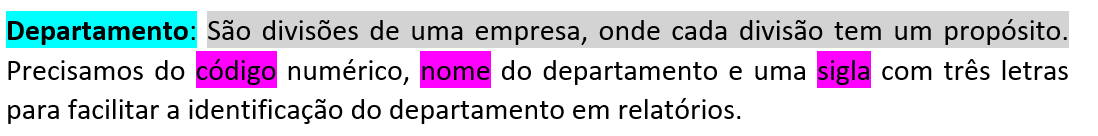 Departamento: São divisões de uma empresa, onde cada divisão tem um propósito.
Precisamos do código numérico, nome do departamento e uma sigla com três letras
para facilitar a identificação do departamento em relatórios.